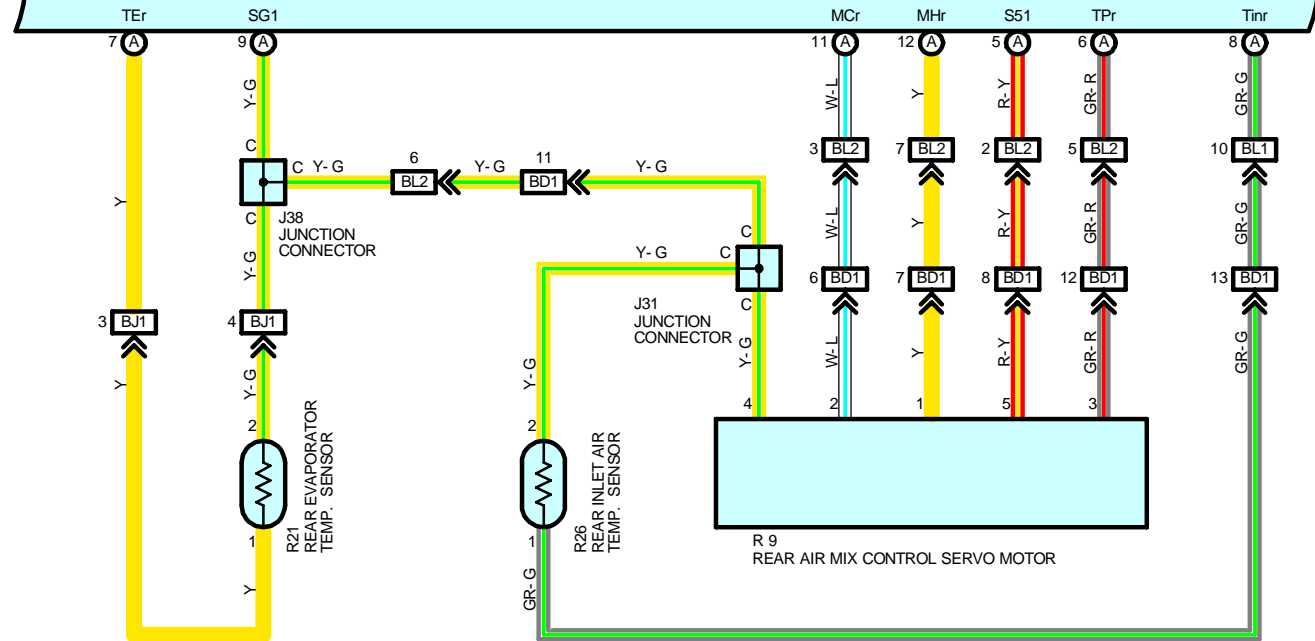 TEr SG1 MCr MHr S51 TPr Tinr
7 A 9 A 11 A 12 A 5 A 6 A 8 A
Y-G W-L Y R-Y GR-R GR-G
C 3 BL2 7 BL2 2 BL2 5 BL2 10 BL1
C Y-G 6 BL2 Y-G 11 BD1 Y-G
Y W-L Y R-Y GR-R GR-G
C J38
JUNCTION
CONNECTOR
Y-G
C
Y-G C
6 BD1 7 BD1 8 BD1 12 BD1 13 BD1
C
J31
JUNCTION
CONNECTOR
3 BJ1 4 BJ1
Y Y-G Y-G Y-G W-L Y R-Y GR-R GR-G
2 2 4 2 1 5 3
R21
REAR EVAPORATOR
TEMP. SENSOR
R26
REAR INLET AIR
TEMP. SENSOR
1 1
R 9
REAR AIR MIX CONTROL SERVO MOTOR
Y GR-G